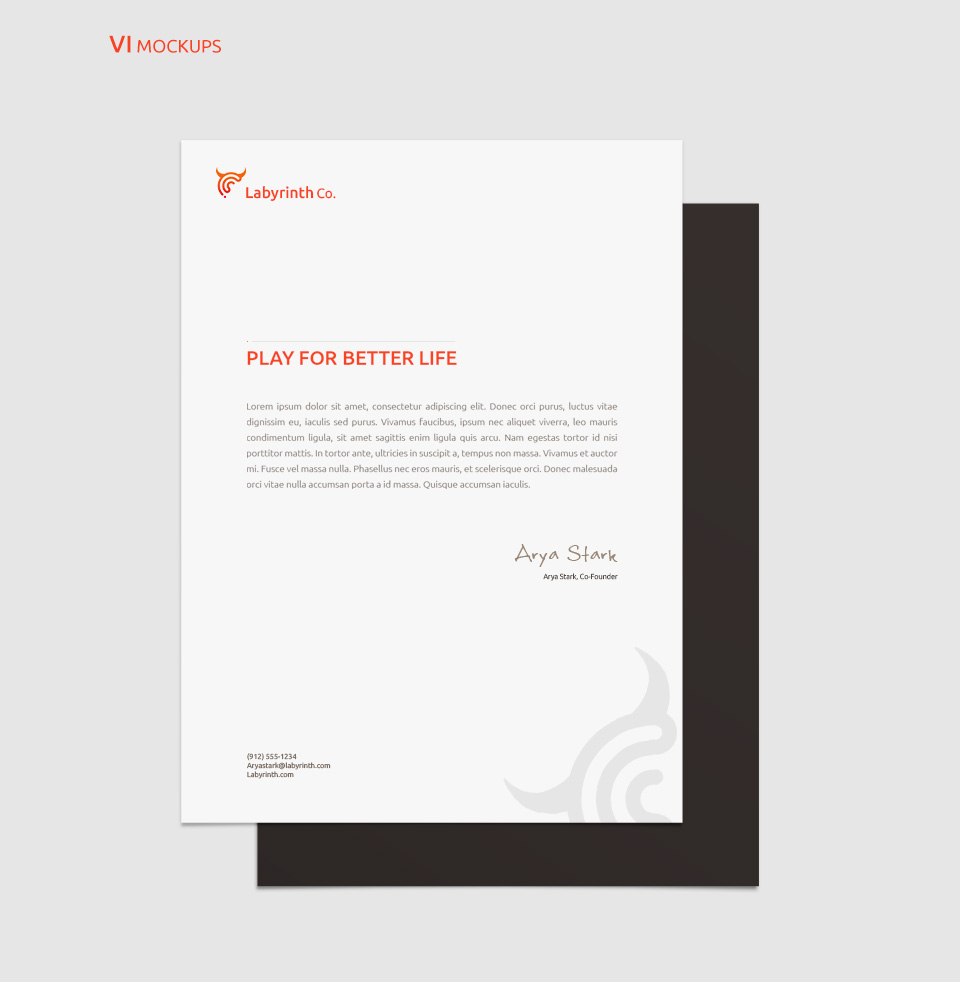 VI MOCKUPS
Labyrinth Co.
PLAY FOR BETTER LIFE
Lorem ipsum dolor sit amet, consectetur adipiscing elit. Donec orci purus, luctus vitae
dignissim eu, iaculis sed purus. Vivamus faucibus, ipsum nec aliquet viverra, leo mauris
condimentum ligula, sit amet sagittis enim ligula quis arcu. Nam egestas tortor id nisi
porttitor mattis. In tortor ante, ultricies in suscipit a, tempus non massa. Vivamus et auctor
mi. Fusce vel massa nulla. Phasellus nec eros mauris, et scelerisque orci. Donec malesuada
orci vitae nulla accumsan porta a id massa. Quisque accumsan iaculis.
Arya Stark
Arya Stark, Co-Founder
(912) 555-1234
Aryastark@labyrinth.com
Labyrinth.com